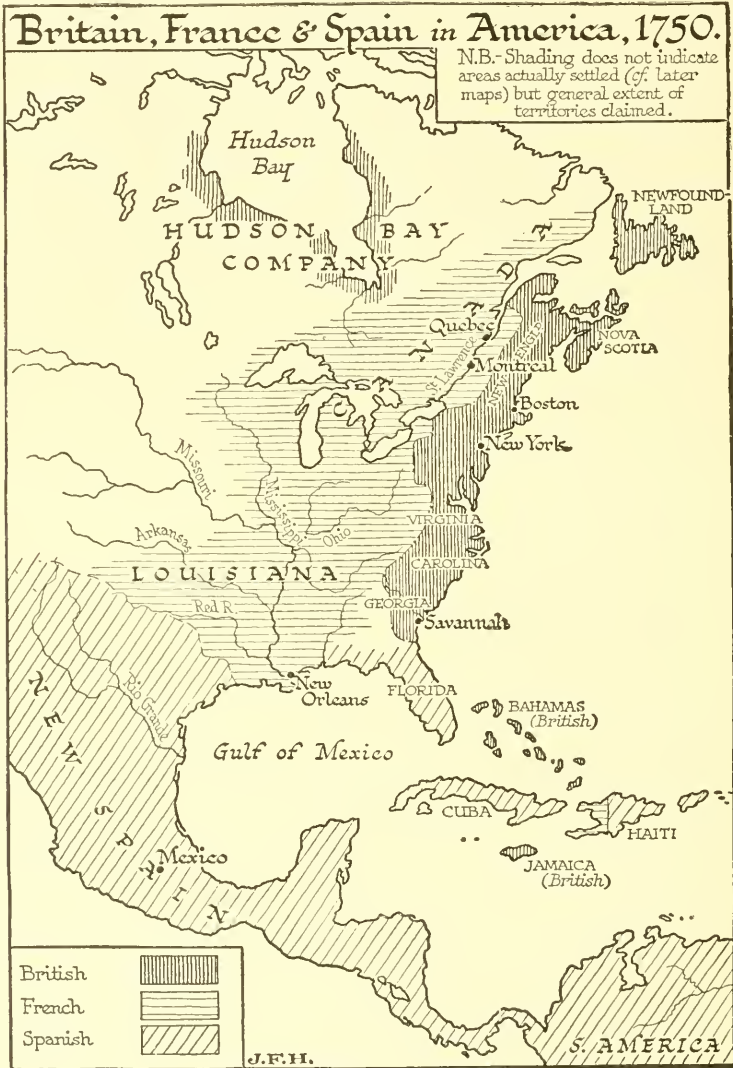 Britain, France & Spain in America, 1750.
N.B.-Shading does not indicate
areas actually settled (cf. later
maps) but general extent of
territories claimed.
Hudson
Bay
NEWFOUND-
LAND
HUDSON BAY
COMPANY
CANADA
Quebec
St. Lawrence
NEW ENGLD
NOVA
SCOTIA
Montreal
Boston
New York
Missouri
Mississippi
Ohio
VIRGINIA
Arkansas
CAROLINA
LOUISIANA
Red R.
GEORGIA
Savannah
New
Orleans
FLORIDA
Rio Grande
BAHAMAS
(British)
NEW SPAIN
Gulf of Mexico
CUBA
HAITI
Mexico
JAMAICA
(British)
British
French
Spanish
S. AMERICA
J.F.H.